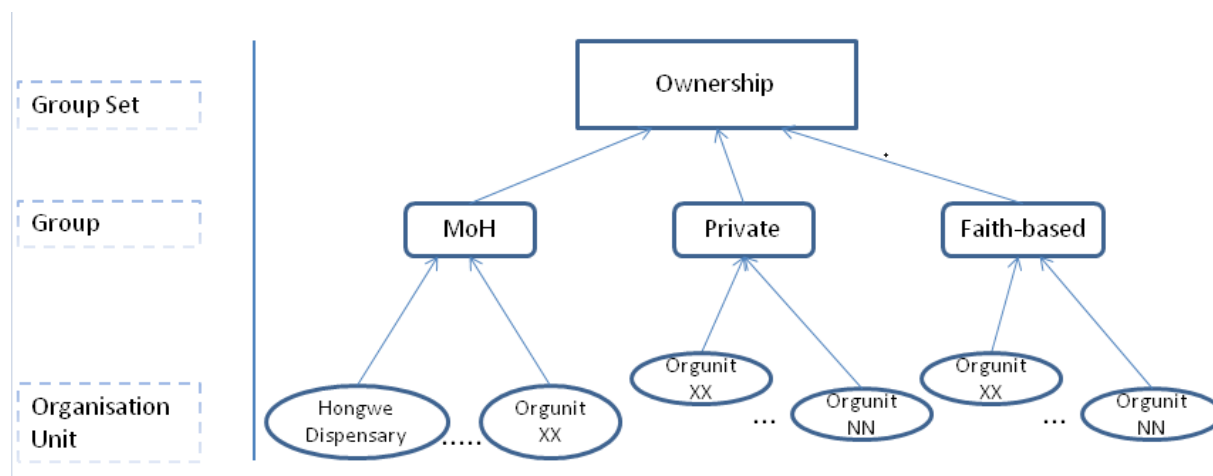 Group Set
Ownership
Group
MoH
Private
Faith-based
Organisation
Unit
Hongwe
Dispensary
.....
Orgunit
XX
Orgunit
XX
...
Orgunit
NN
Orgunit
XX
...
Orgunit
NN